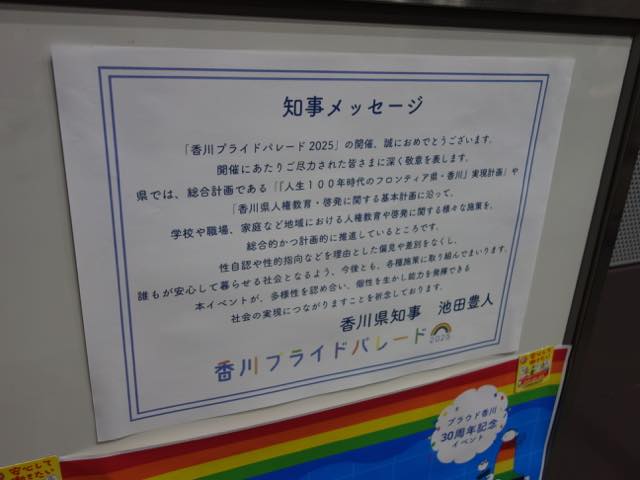 知事メッセージ
「香川プライドパレード2025」の開催、誠におめでとうございます。
開催にあたりご尽力された皆さまに深く敬意を表します。
県では、総合計画である「「人生100年時代のフロンティア県・香川」実現計画」や
「香川県人権教育・啓発に関する基本計画に沿って、
学校や職場、家庭など地域における人権教育や啓発に関する様々な施策を、
総合的かつ計画的に推進しているところです。
性自認や性的指向などを理由とした偏見や差別をなくし、
誰もが安心して暮らせる社会となるよう、今後とも、各種施策に取り組んでまいります。
本イベントが、多様性を認め合い、個性を生かし能力を発揮できる
社会の実現につながりますことを祈念しております。
香川県知事 池田豊人
香川プライドパレード2025
プラウド香川
30周年記念
イベント
安心して